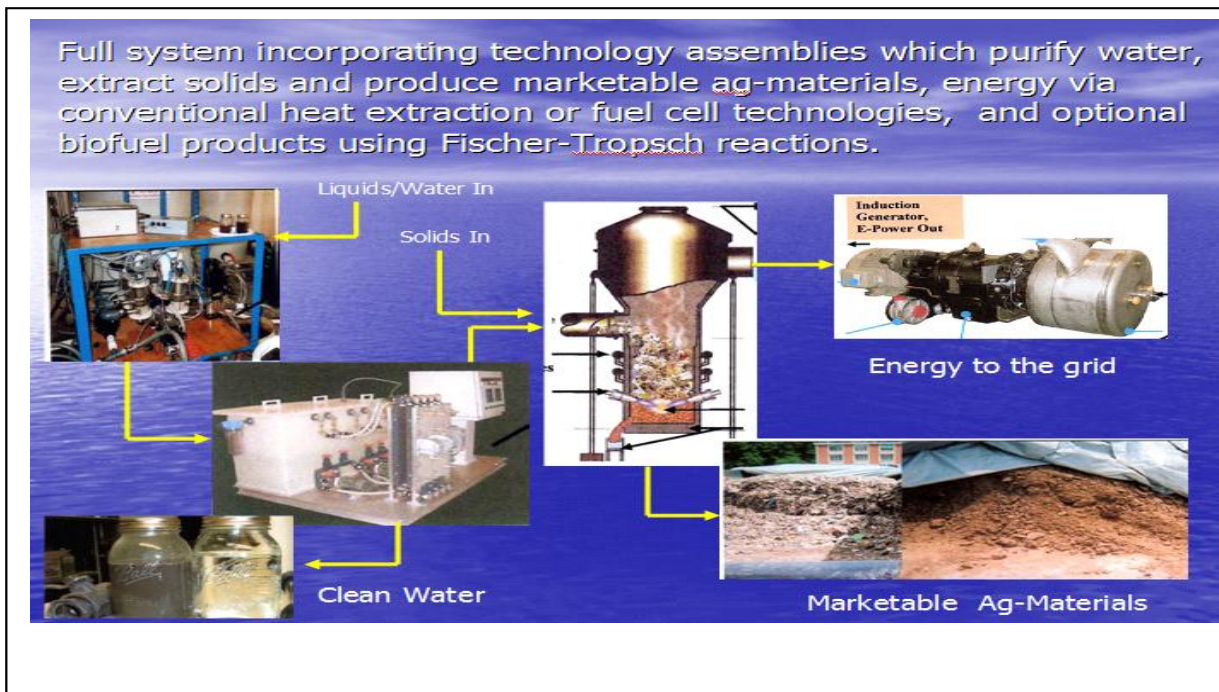 Full system incorporating technology assemblies which purify water,
extract solids and produce marketable ag-materials, energy via
conventional heat extraction or fuel cell technologies,  and optional
biofuel products using Fischer-Tropsch reactions.
Liquids/Water In
Solids In
Induction
Generator,
E-Power Out
es
Energy to the grid
Clean Water
Marketable  Ag-Materials